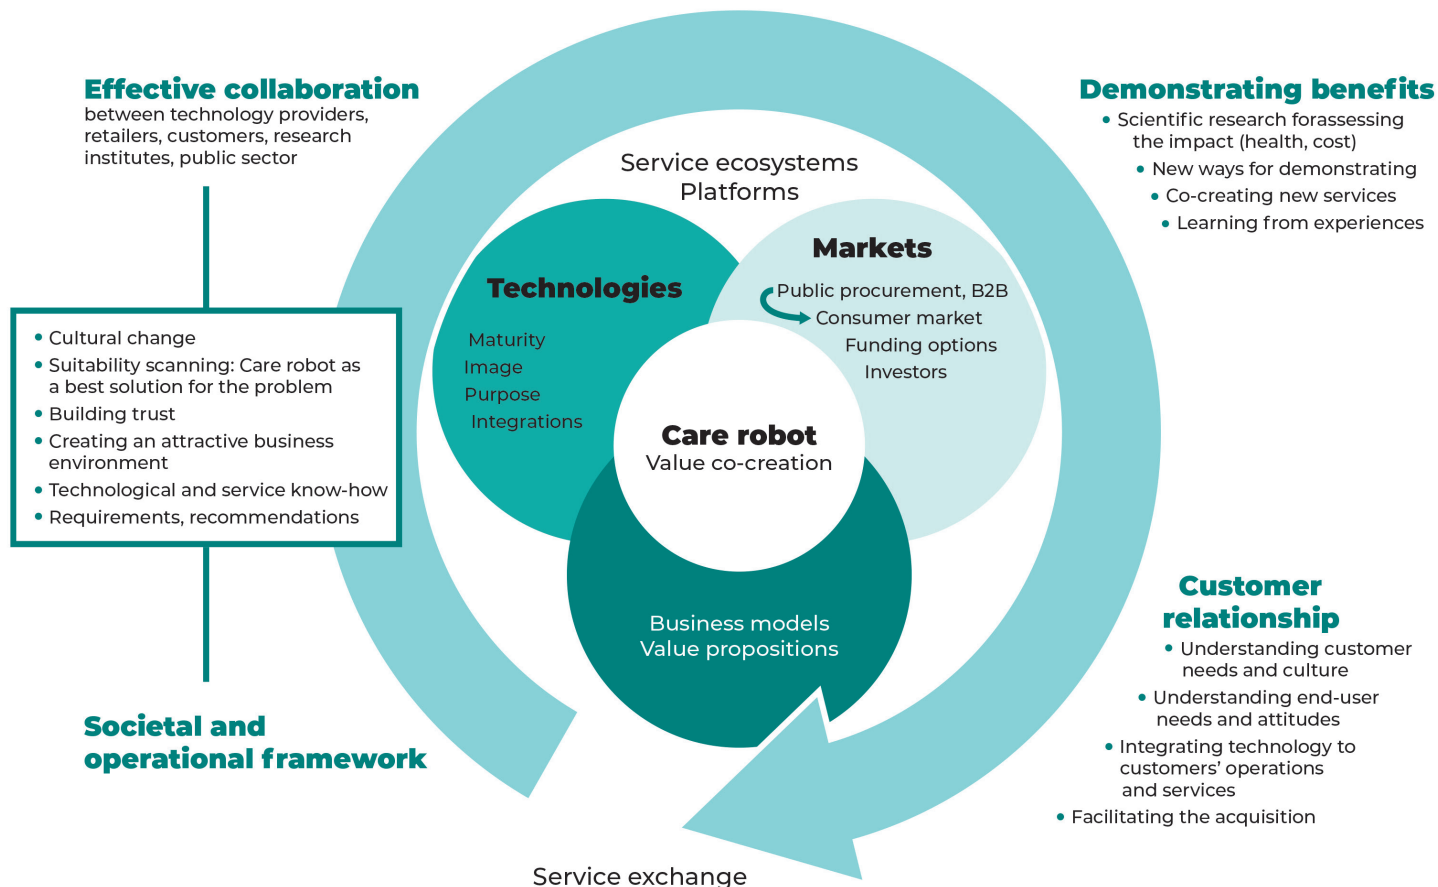 Effective collaboration
between technology providers,
retailers, customers, research
institutes, public sector
• Cultural change
• Suitability scanning: Care robot as
a best solution for the problem
• Building trust
• Creating an attractive business
environment
• Technological and service know-how
• Requirements, recommendations
Societal and
operational framework
Service ecosystems
Platforms
Technologies
Maturity
Image
Purpose
Integrations
Markets
Public procurement, B2B
Consumer market
Funding options
Investors
Care robot
Value co-creation
Business models
Value propositions
Service exchange
Demonstrating benefits
• Scientific research forassessing
the impact (health, cost)
• New ways for demonstrating
• Co-creating new services
• Learning from experiences
Customer
relationship
• Understanding customer
needs and culture
• Understanding end-user
needs and attitudes
• Integrating technology to
customers’ operations
and services
• Facilitating the acquisition